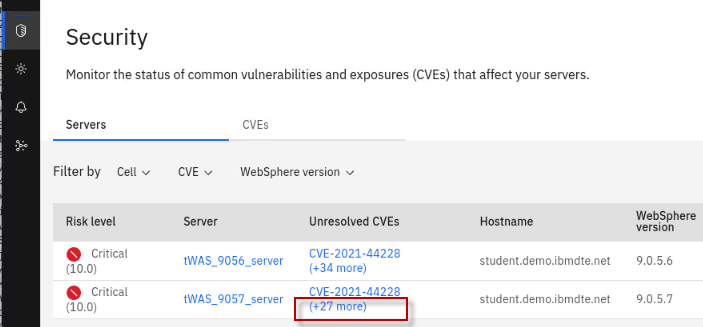 Security
Monitor the status of common vulnerabilities and exposures (CVEs) that affect your servers.
Servers CVEs
Filter by Cell CVE WebSphere version
Risk level Server Unresolved CVEs Hostname WebSphere version
Critical (10.0) tWAS_9056_server CVE-2021-44228 (+34 more) student.demo.ibmdte.net 9.0.5.6
Critical (10.0) tWAS_9057_server CVE-2021-44228 (+27 more) student.demo.ibmdte.net 9.0.5.7